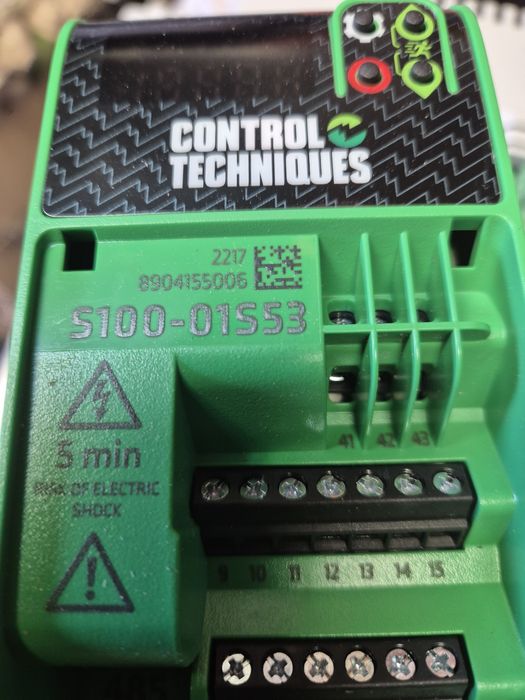 CONTROL
TECHNIQUES
2217
8904155006
S100-01S53
41 42 43
5 min
RISK OF ELECTRIC
SHOCK
9 10 11 12 13 14 15